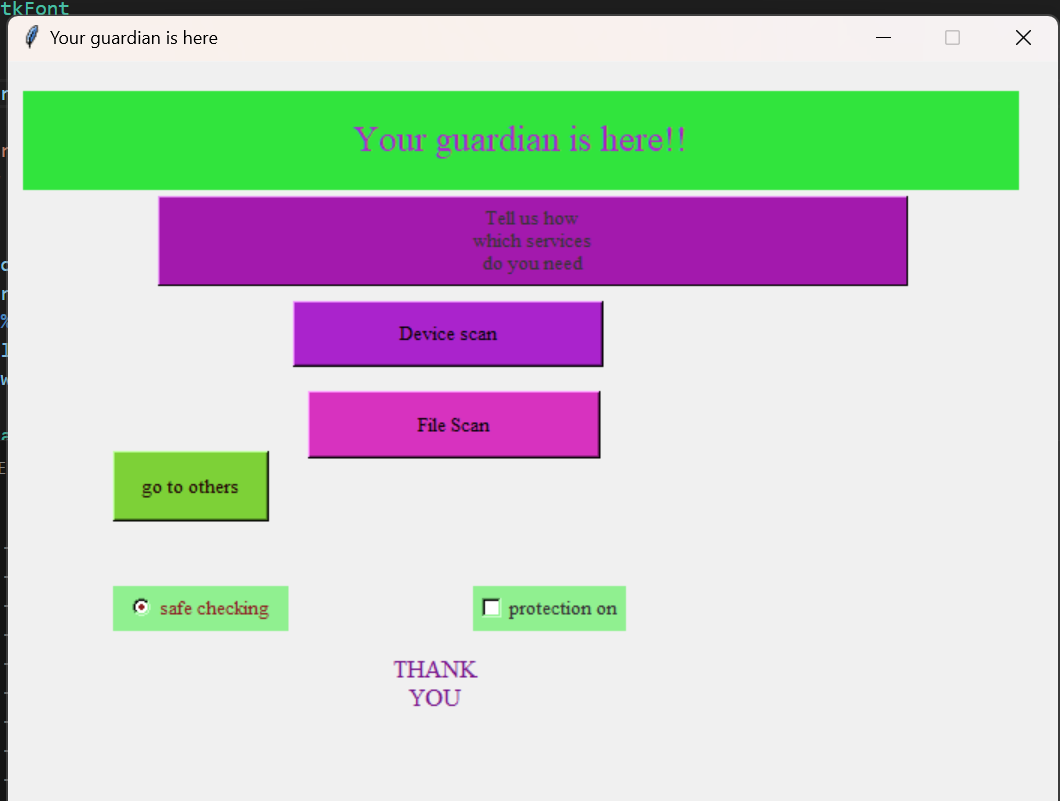 tkFont
Your guardian is here
Your guardian is here!!
Tell us how
which services
do you need
Device scan
File Scan
go to others
safe checking
protection on
THANK
YOU